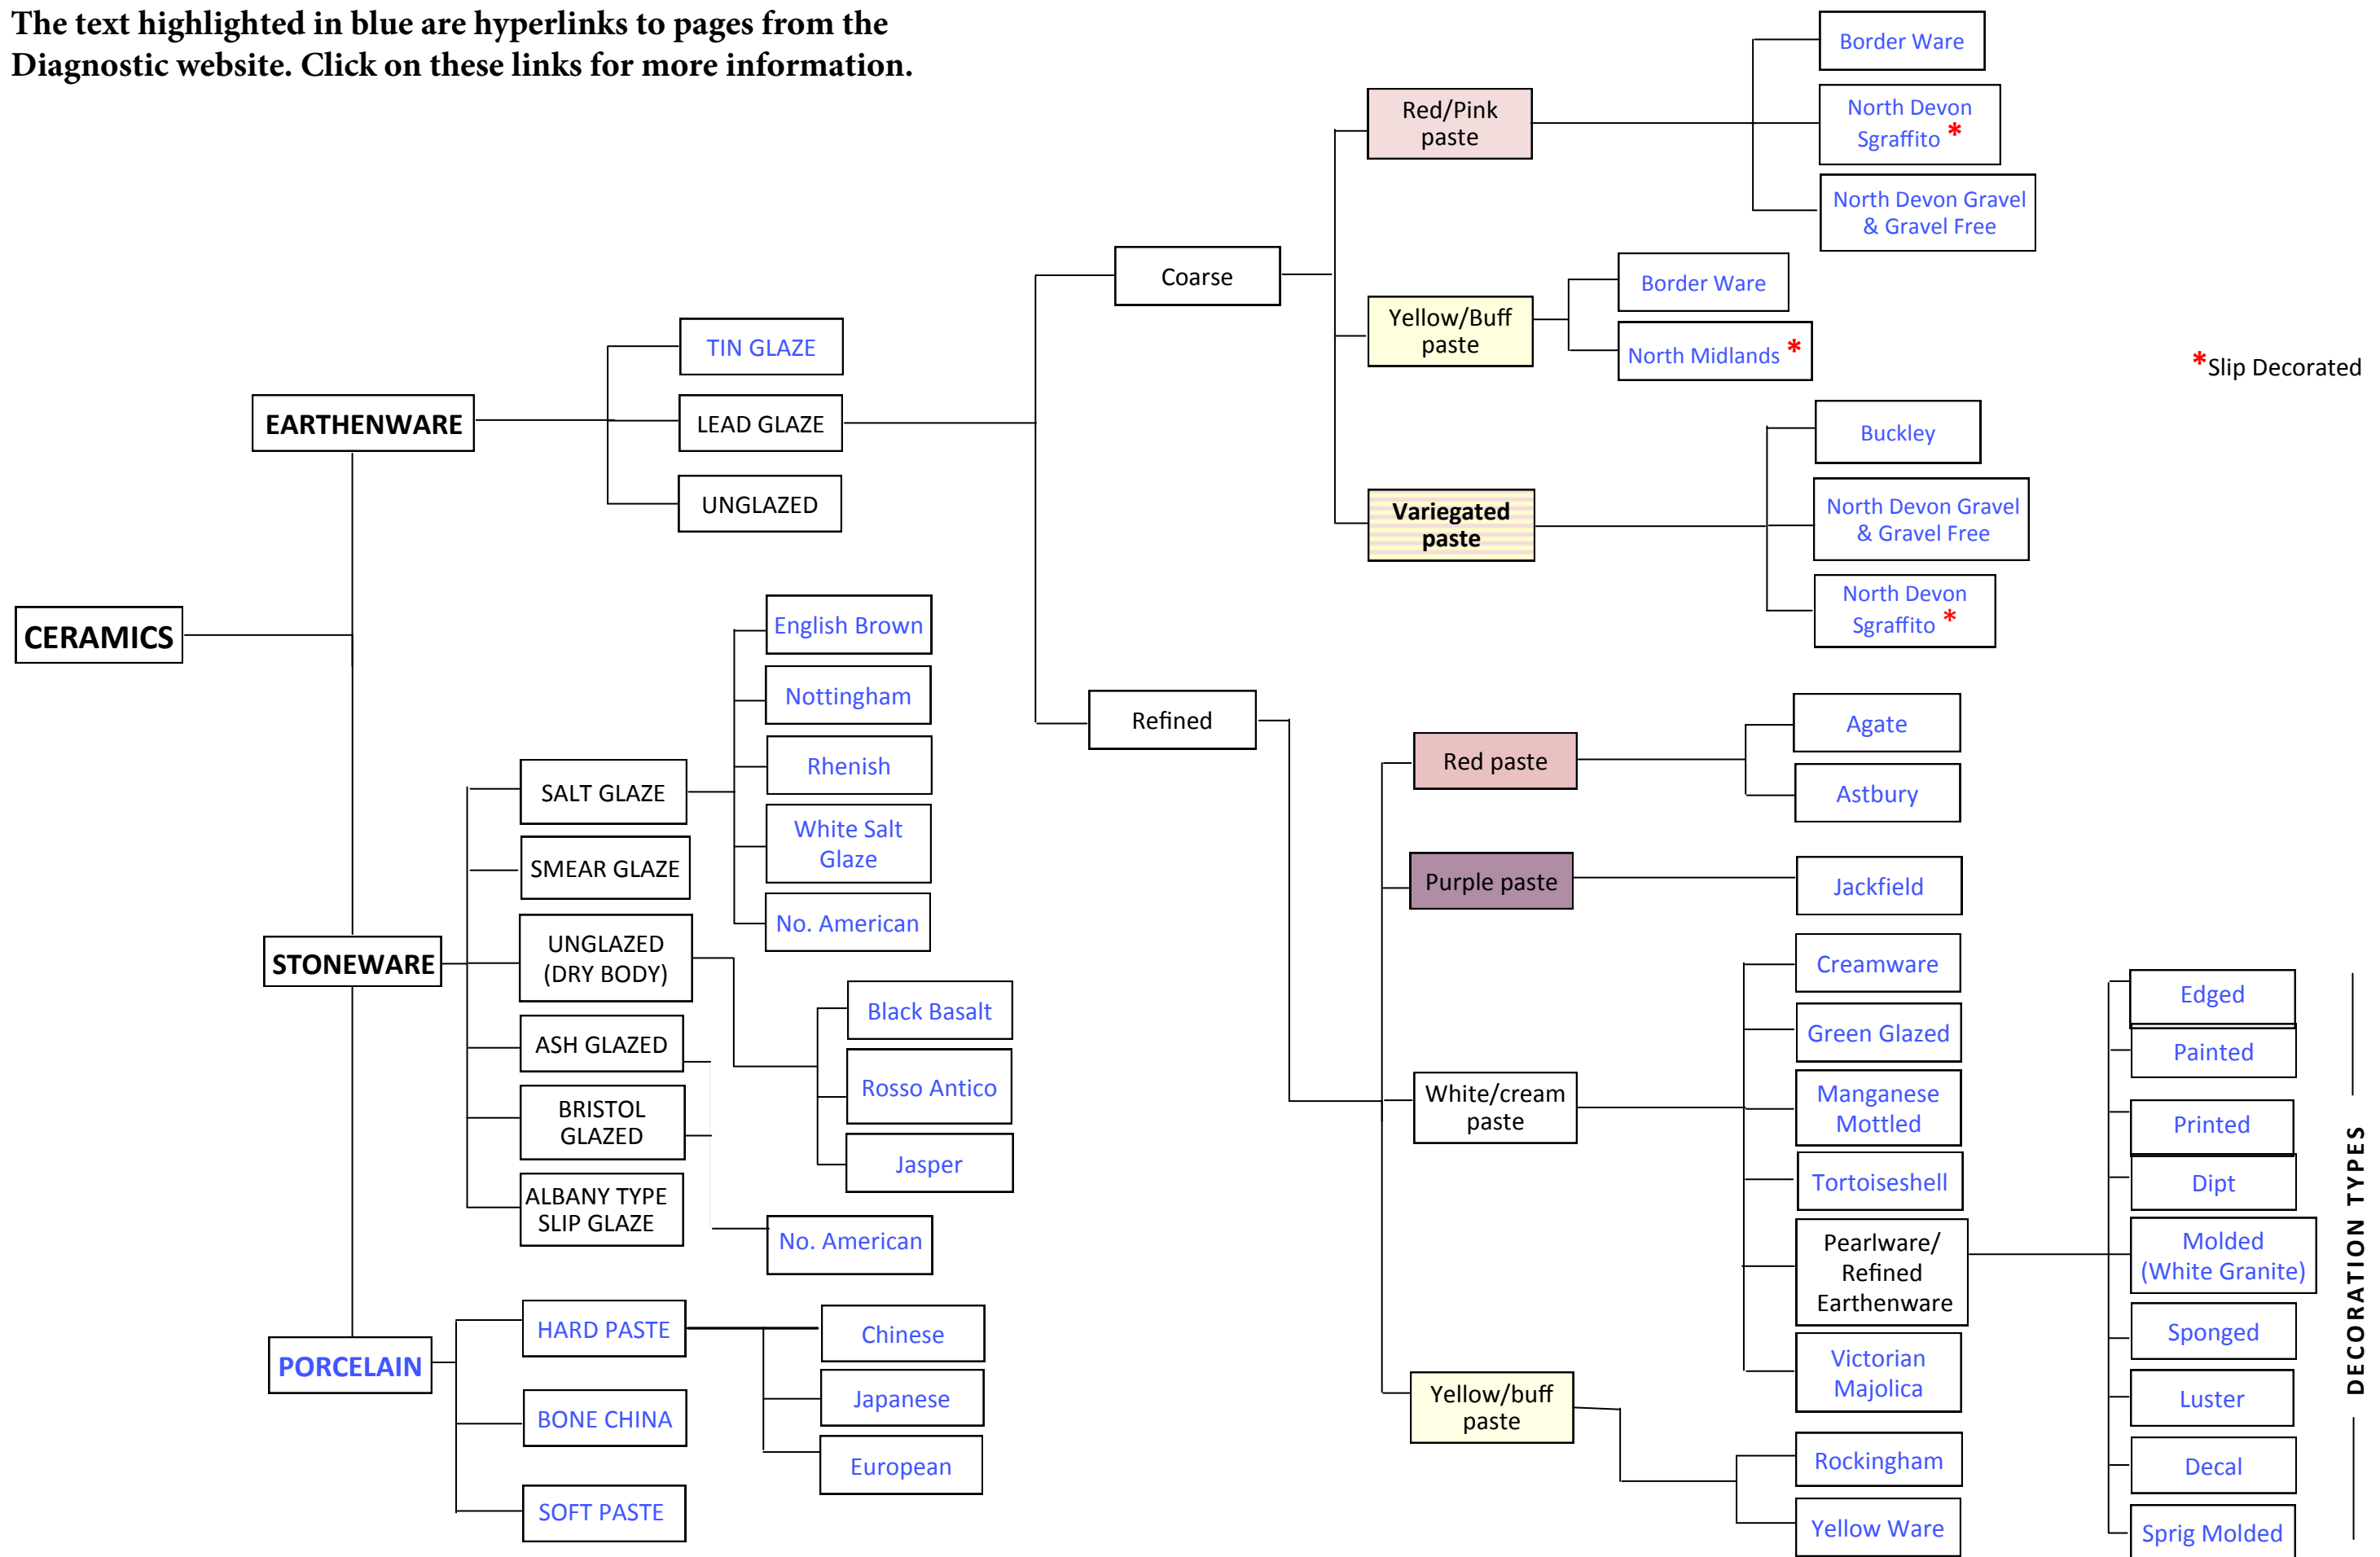 The text highlighted in blue are hyperlinks to pages from the
Diagnostic website. Click on these links for more information.
CERAMICS
EARTHENWARE
TIN GLAZE
LEAD GLAZE
UNGLAZED
Coarse
Red/Pink
paste
Border Ware
North Devon
Sgraffito *
North Devon Gravel
& Gravel Free
Yellow/Buff
paste
Border Ware
North Midlands *
*Slip Decorated
Variegated
paste
Buckley
North Devon Gravel
& Gravel Free
North Devon
Sgraffito *
Refined
Red paste
Agate
Astbury
Purple paste
Jackfield
White/cream
paste
Creamware
Green Glazed
Manganese
Mottled
Tortoiseshell
Pearlware/
Refined
Earthenware
Victorian
Majolica
Edged
Painted
Printed
Dipt
Molded
(White Granite)
Sponged
Luster
Decal
Sprig Molded
DECORATION TYPES
Yellow/buff
paste
Rockingham
Yellow Ware
STONEWARE
SALT GLAZE
English Brown
Nottingham
Rhenish
White Salt
Glaze
No. American
SMEAR GLAZE
UNGLAZED
(DRY BODY)
Black Basalt
Rosso Antico
Jasper
ASH GLAZED
BRISTOL
GLAZED
ALBANY TYPE
SLIP GLAZE
No. American
PORCELAIN
HARD PASTE
Chinese
Japanese
European
BONE CHINA
SOFT PASTE